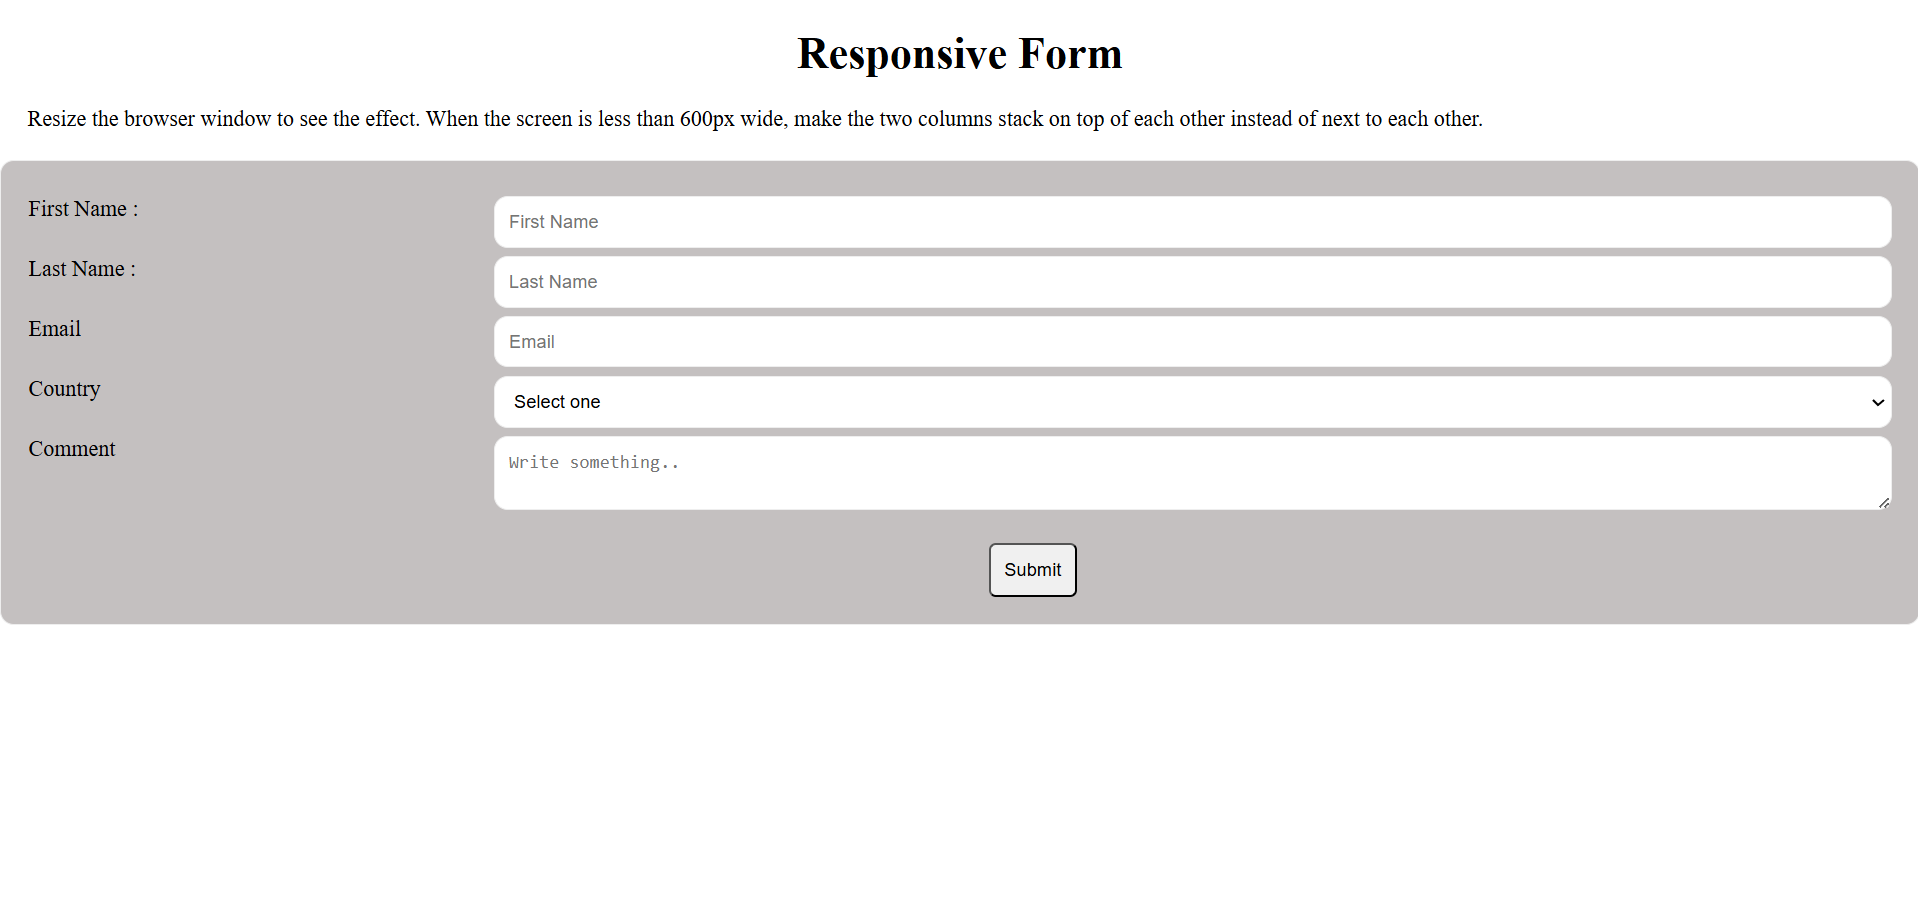 Responsive Form
Resize the browser window to see the effect. When the screen is less than 600px wide, make the two columns stack on top of each other instead of next to each other.
First Name :
First Name
Last Name :
Last Name
Email
Email
Country
Select one
Comment
Write something..
Submit